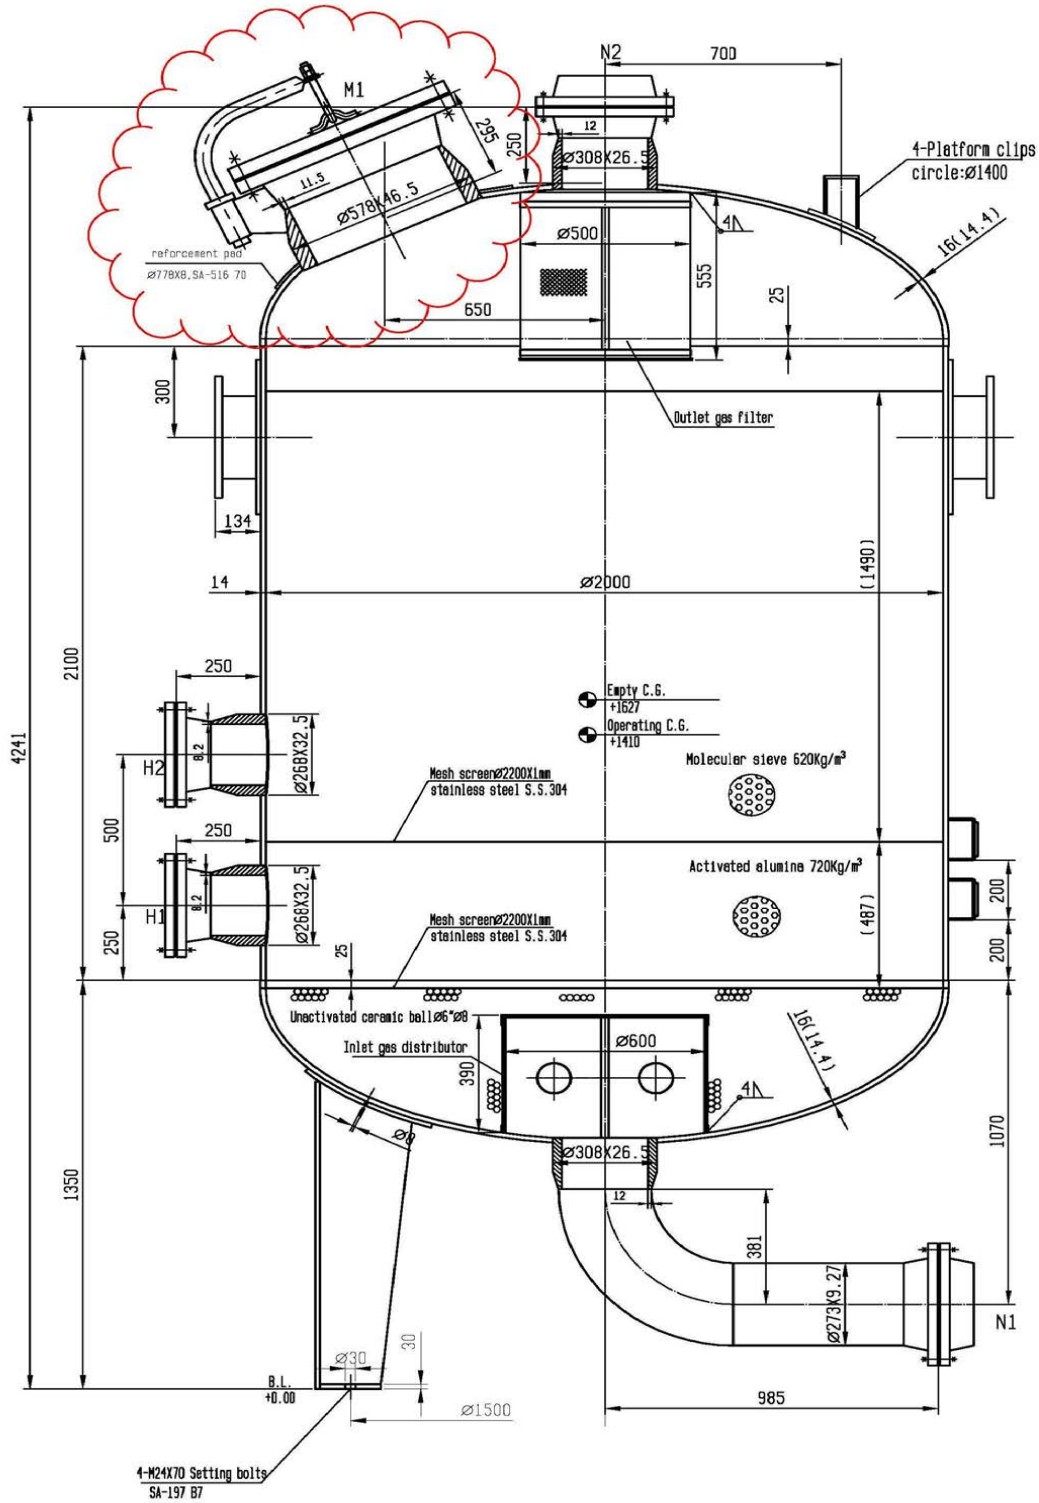 N2
700
M1
295
250
12
Ø308X26.5
4-Platform clips
circle:Ø1400
11.5
Ø578X46.5
4
Ø500
16(14.4)
reforcement pad
Ø778X8,SA-516 70
555
25
650
300
Outlet gas filter
134
(1490)
14
Ø2000
2100
250
Empty C.G.
+1627
Operating C.G.
+1410
4241
8.2
Ø268X32.5
H2
Molecular sieve 620Kg/m³
Mesh screenØ2200X1mm
stainless steel S.S.304
500
250
Activated alumina 720Kg/m³
8.2
Ø268X32.5
(487)
200
H1
Mesh screenØ2200X1mm
stainless steel S.S.304
250
25
200
Unactivated ceramic ballØ6~Ø8
Inlet gas distributor
390
Ø600
16(14.4)
4
Ø8
1070
1350
Ø308X26.5
12
381
Ø273X9.27
N1
30
Ø30
B.L.
+0.00
Ø1500
985
4-M24X70 Setting bolts
SA-197 B7